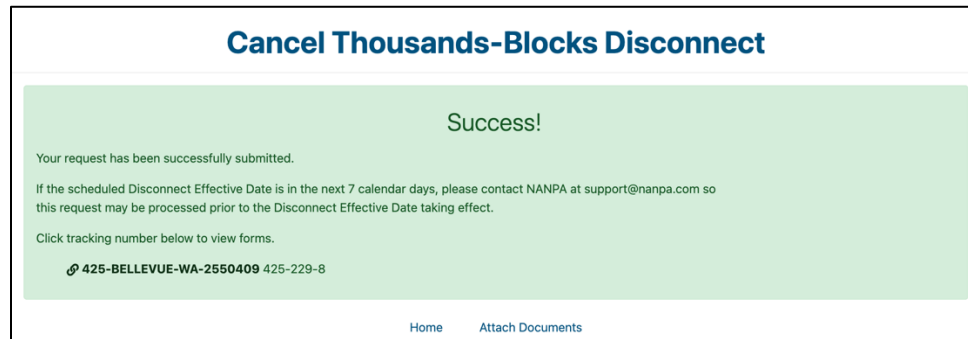 Cancel Thousands-Blocks Disconnect
Success!
Your request has been successfully submitted.
If the scheduled Disconnect Effective Date is in the next 7 calendar days, please contact NANPA at support@nanpa.com so
this request may be processed prior to the Disconnect Effective Date taking effect.
Click tracking number below to view forms.
425-BELLEVUE-WA-2550409 425-229-8
Home Attach Documents